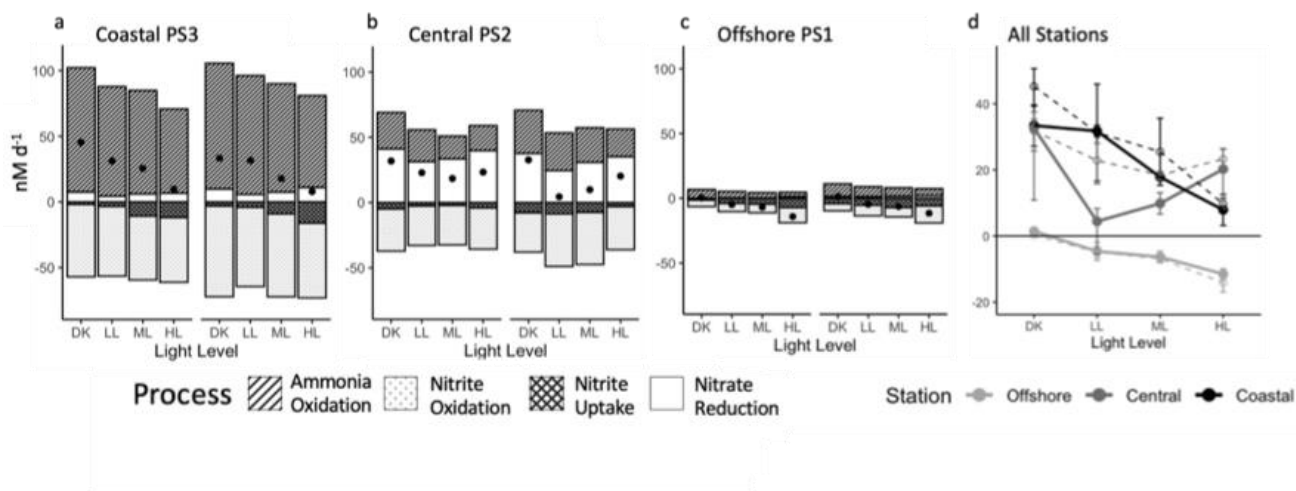 a
Coastal PS3
b
Central PS2
c
Offshore PS1
d
All Stations
nM d-1
100
50
0
-50
DK LL ML HL DK LL ML HL
Light Level
100
50
0
-50
DK LL ML HL DK LL ML HL
Light Level
100
50
0
-50
DK LL ML HL DK LL ML HL
Light Level
40
20
0
-20
DK LL ML HL
Light Level
Process
Ammonia
Oxidation
Nitrite
Oxidation
Nitrite
Uptake
Nitrate
Reduction
Station Offshore Central Coastal